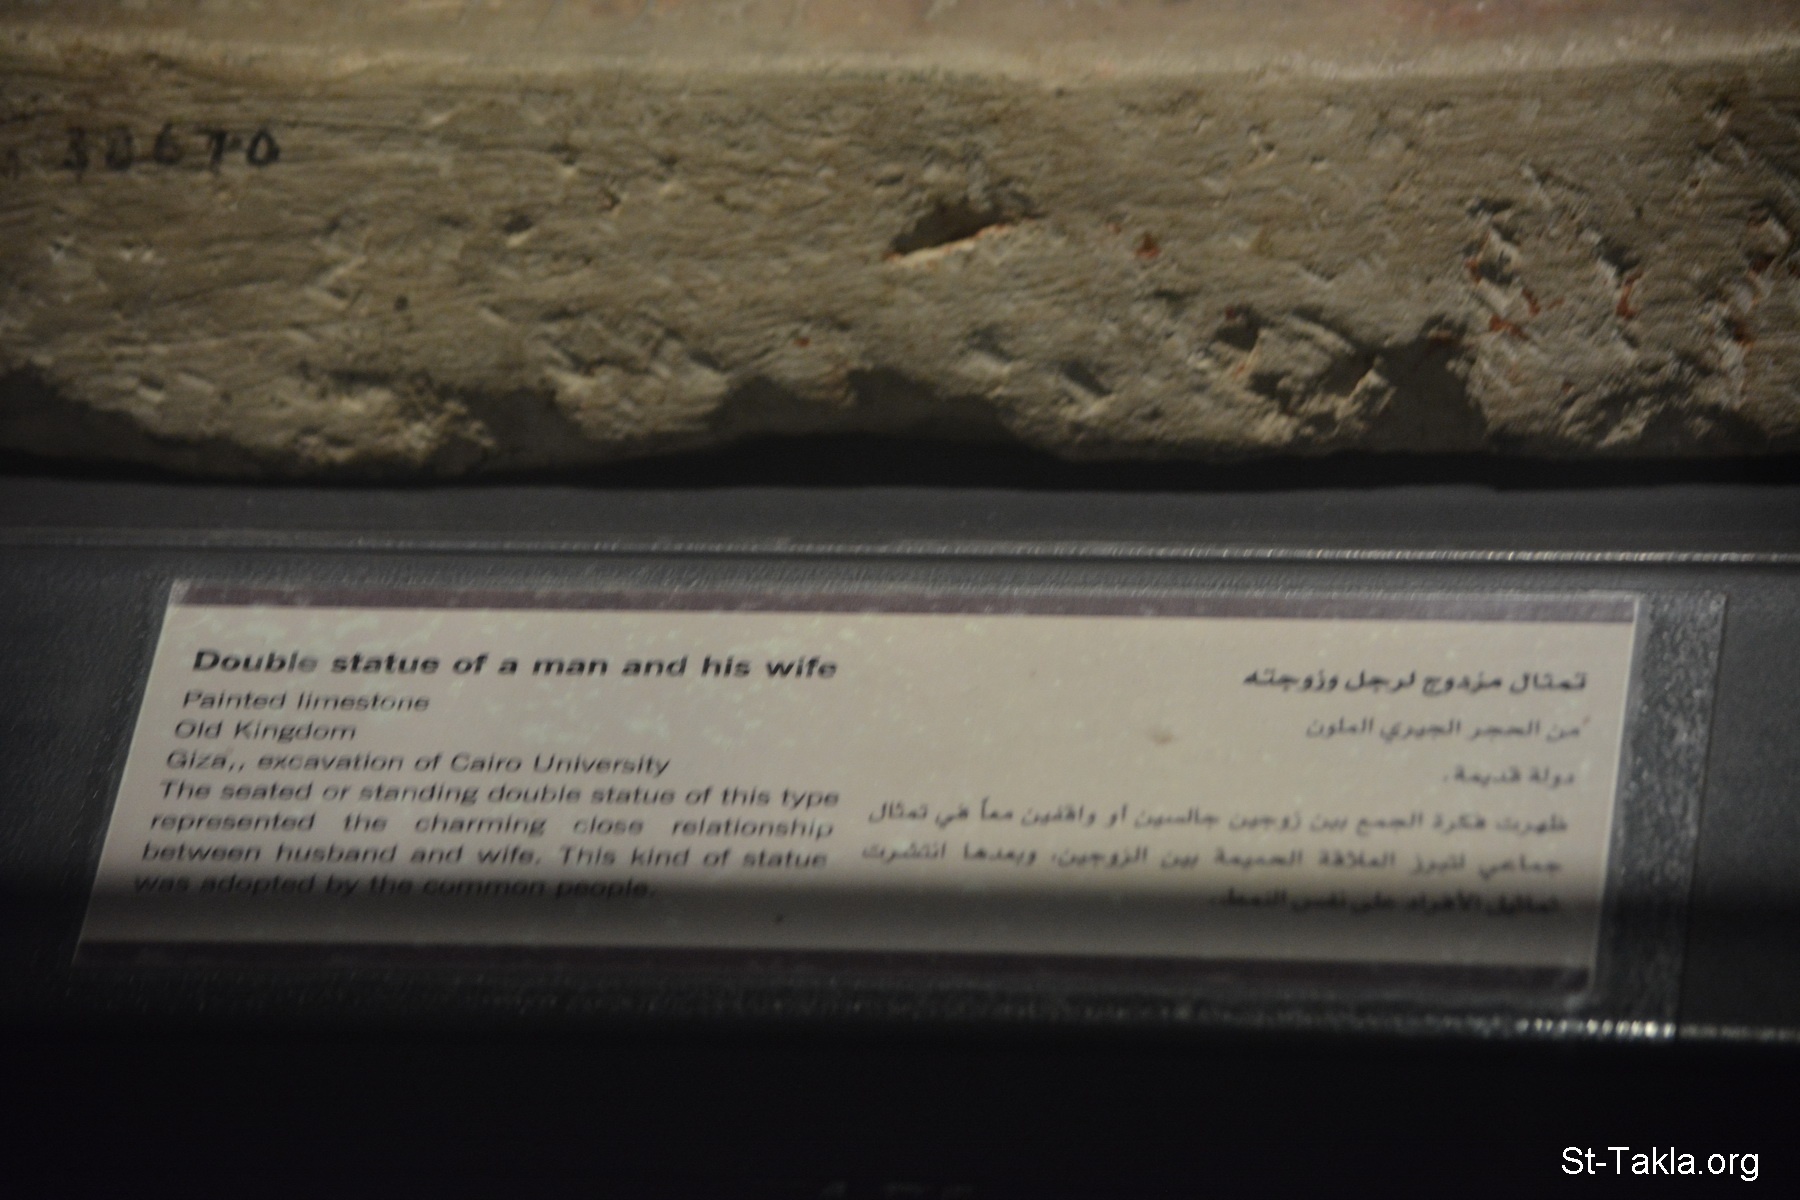 38670
Double statue of a man and his wife
Painted limestone
Old Kingdom
Giza,, excavation of Cairo University
The seated or standing double statue of this type
represented the charming close relationship
between husband and wife. This kind of statue
was adopted by the common people.
تمثال مزدوج لرجل وزوجته
من الحجر الجيري الملون
دولة قديمة.
ظهرت فكرة الجمع بين زوجين جالسين أو واقفين معاً في تمثال
جماعي لتبرز العلاقة الحميمة بين الزوجين، وبعدها انتشرت
تماثيل الأفراد على نفس النمط.
St-Takla.org